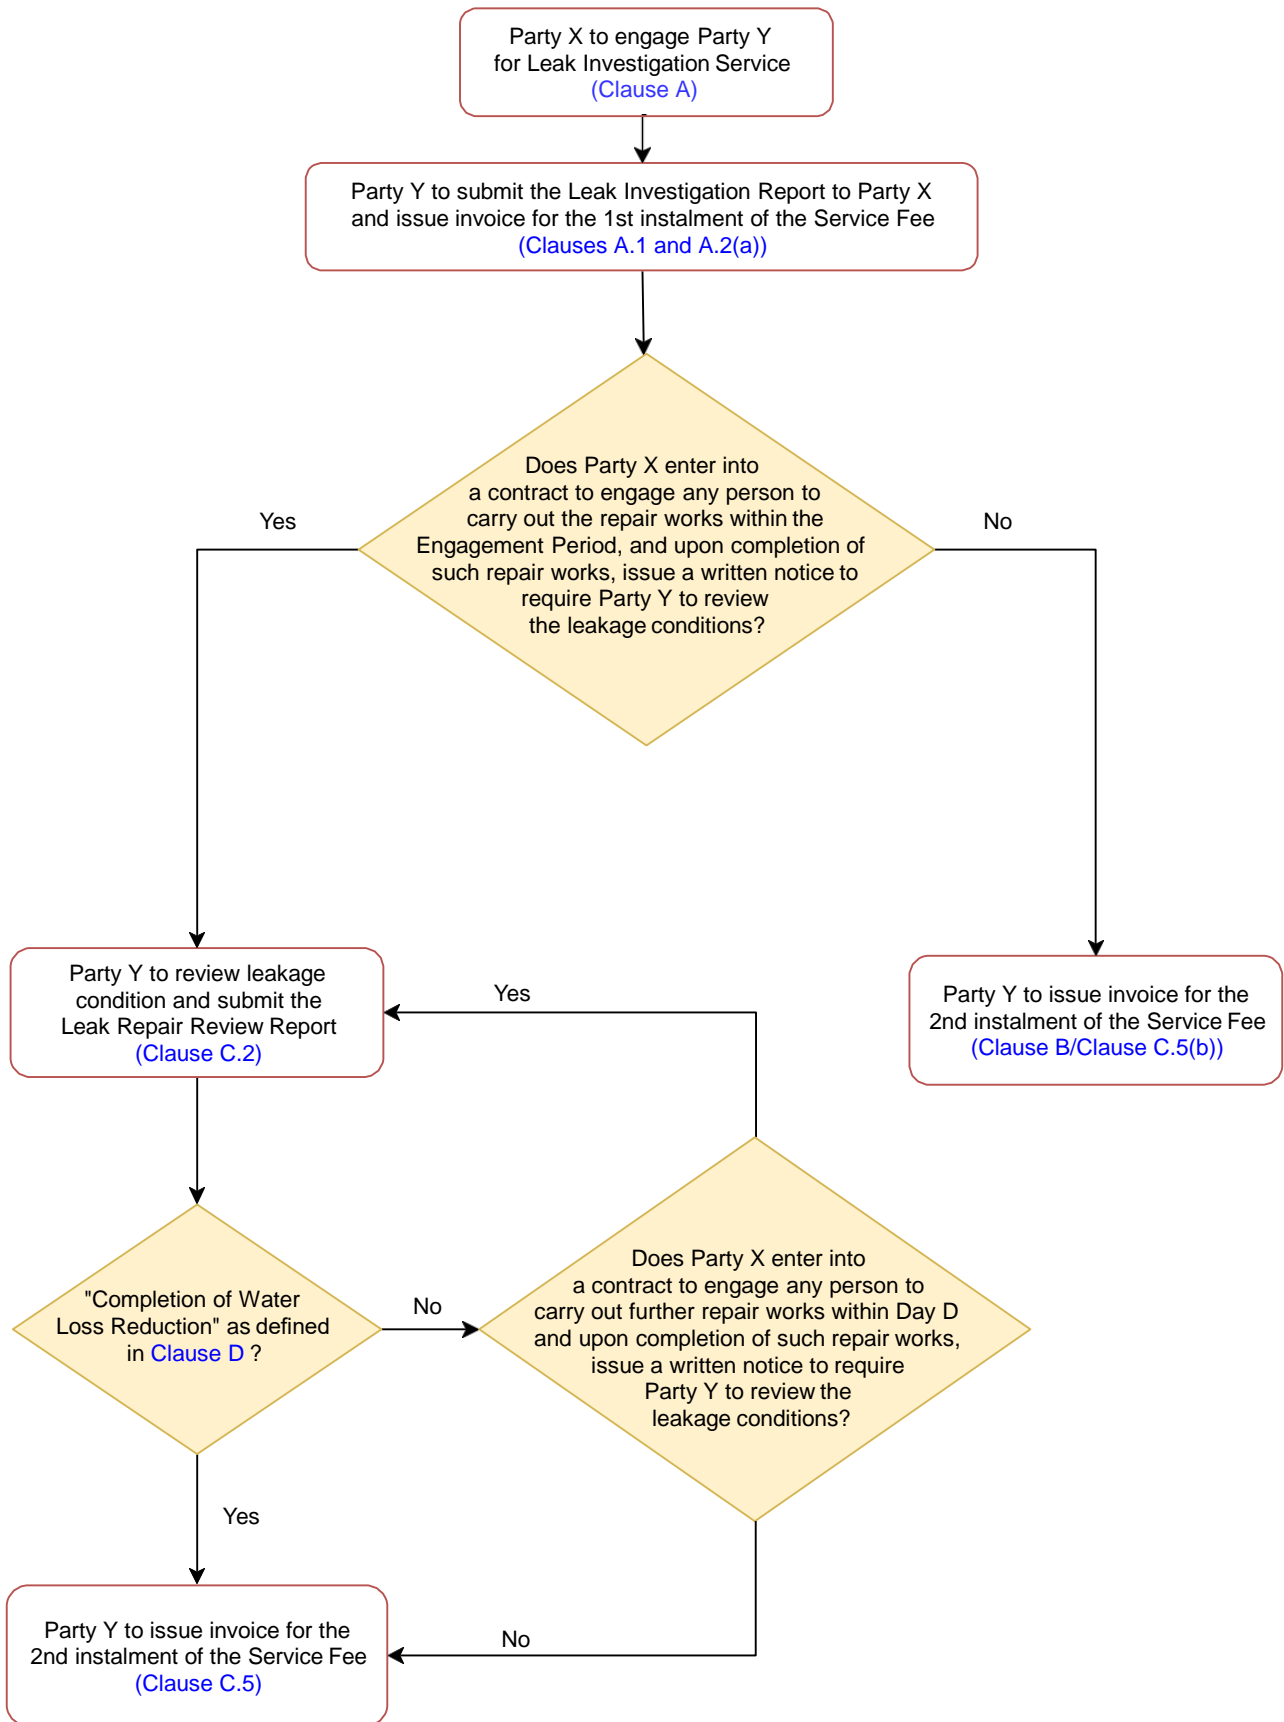 Party X to engage Party Y
for Leak Investigation Service
(Clause A)
Party Y to submit the Leak Investigation Report to Party X
and issue invoice for the 1st instalment of the Service Fee
(Clauses A.1 and A.2(a))
Does Party X enter into
a contract to engage any person to
carry out the repair works within the
Engagement Period, and upon completion of
such repair works, issue a written notice to
require Party Y to review
the leakage conditions?
Yes
No
Party Y to review leakage
condition and submit the
Leak Repair Review Report
(Clause C.2)
Yes
Party Y to issue invoice for the
2nd instalment of the Service Fee
(Clause B/Clause C.5(b))
"Completion of Water
Loss Reduction" as defined
in Clause D ?
No
Does Party X enter into
a contract to engage any person to
carry out further repair works within Day D
and upon completion of such repair works,
issue a written notice to require
Party Y to review the
leakage conditions?
Yes
No
Party Y to issue invoice for the
2nd instalment of the Service Fee
(Clause C.5)